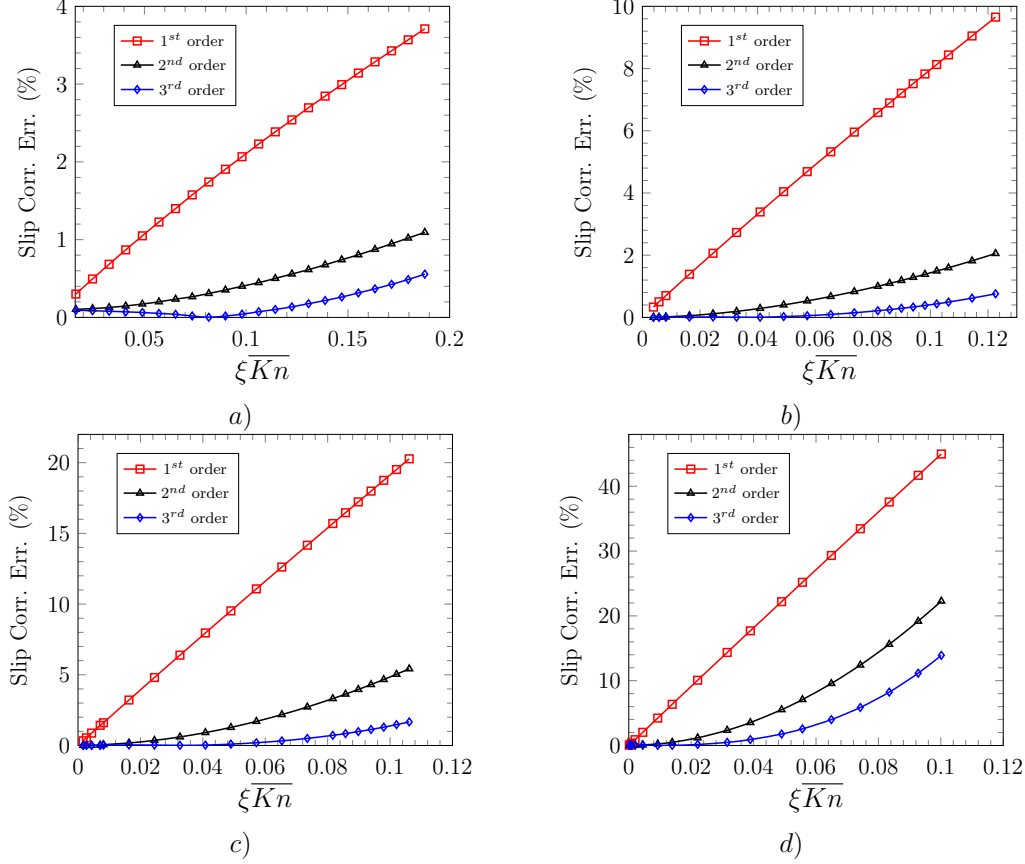 4
3
2
1
0
Slip Corr. Err. (%)
1st order
2nd order
3rd order
0.05
0.1
0.15
0.2
ξKn
a)
10
8
6
4
2
0
Slip Corr. Err. (%)
1st order
2nd order
3rd order
0
0.02
0.04
0.06
0.08
0.1
0.12
ξKn
b)
20
15
10
5
0
Slip Corr. Err. (%)
1st order
2nd order
3rd order
0
0.02
0.04
0.06
0.08
0.1
0.12
ξKn
c)
40
30
20
10
0
Slip Corr. Err. (%)
1st order
2nd order
3rd order
0
0.02
0.04
0.06
0.08
0.1
0.12
ξKn
d)